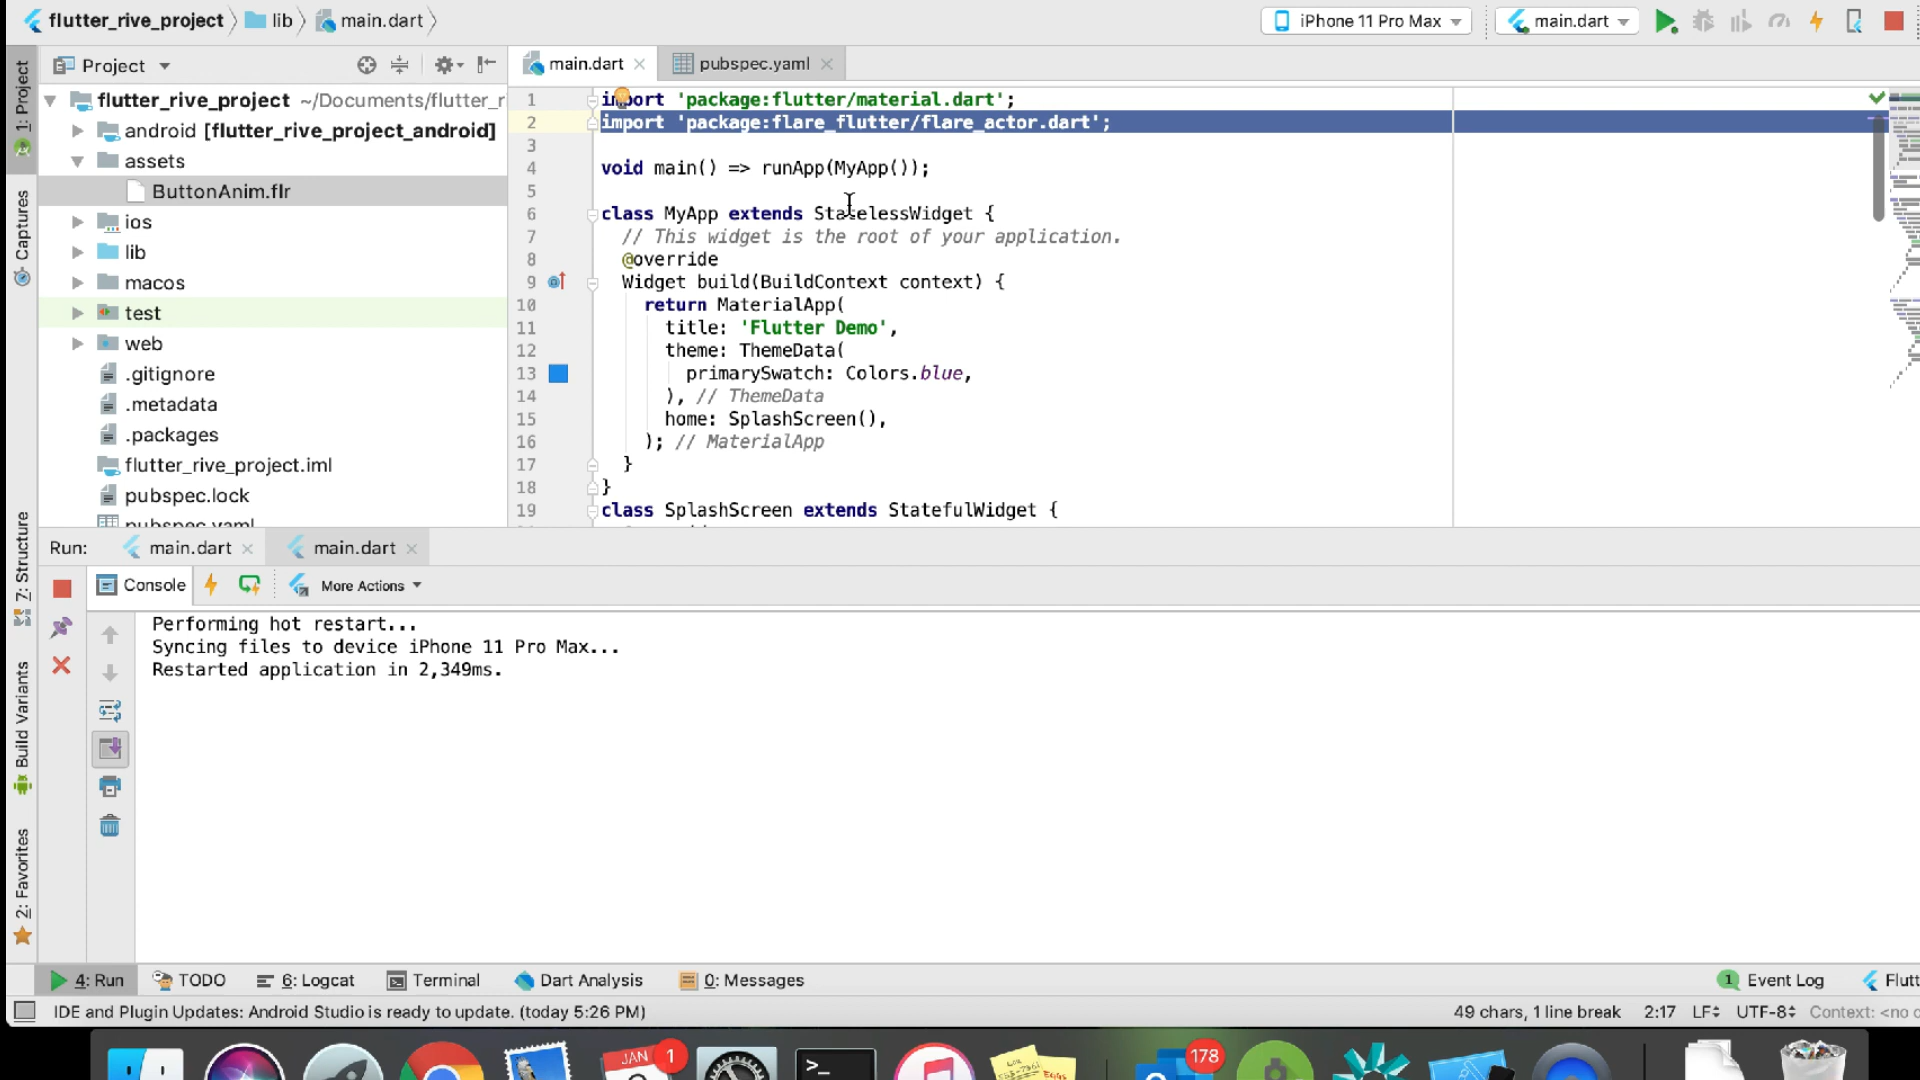 flutter_rive_project lib main.dart iPhone 11 Pro Max main.dart
Project main.dart pubspec.yaml
flutter_rive_project ~/Documents/flutter_r
android [flutter_rive_project_android]
assets
ButtonAnim.flr
ios
lib
macos
test
web
.gitignore
.metadata
.packages
flutter_rive_project.iml
pubspec.lock
pubspec.yaml
1: Project
Captures
7: Structure
Build Variants
2: Favorites
1 import 'package:flutter/material.dart';
2 import 'package:flare_flutter/flare_actor.dart';
3
4 void main() => runApp(MyApp());
5
6 class MyApp extends StatelessWidget {
7 // This widget is the root of your application.
8 @override
9 Widget build(BuildContext context) {
10 return MaterialApp(
11 title: 'Flutter Demo',
12 theme: ThemeData(
13 primarySwatch: Colors.blue,
14 ), // ThemeData
15 home: SplashScreen(),
16 ); // MaterialApp
17 }
18 }
19 class SplashScreen extends StatefulWidget {
Run: main.dart main.dart
Console More Actions
Performing hot restart...
Syncing files to device iPhone 11 Pro Max...
Restarted application in 2,349ms.
4: Run TODO 6: Logcat Terminal Dart Analysis 0: Messages 1 Event Log Flutt
IDE and Plugin Updates: Android Studio is ready to update. (today 5:26 PM) 49 chars, 1 line break 2:17 LF UTF-8 Context: <no c
JAN 1
>_
EGGS
178